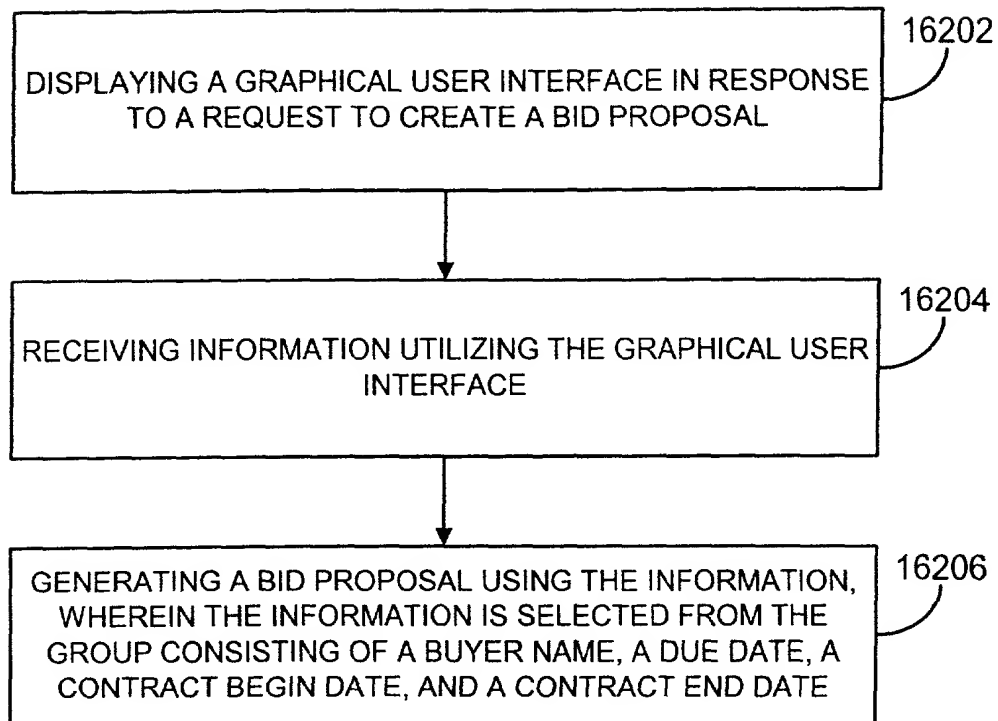 16202
DISPLAYING A GRAPHICAL USER INTERFACE IN RESPONSE
TO A REQUEST TO CREATE A BID PROPOSAL
16204
RECEIVING INFORMATION UTILIZING THE GRAPHICAL USER
INTERFACE
16206
GENERATING A BID PROPOSAL USING THE INFORMATION,
WHEREIN THE INFORMATION IS SELECTED FROM THE
GROUP CONSISTING OF A BUYER NAME, A DUE DATE, A
CONTRACT BEGIN DATE, AND A CONTRACT END DATE